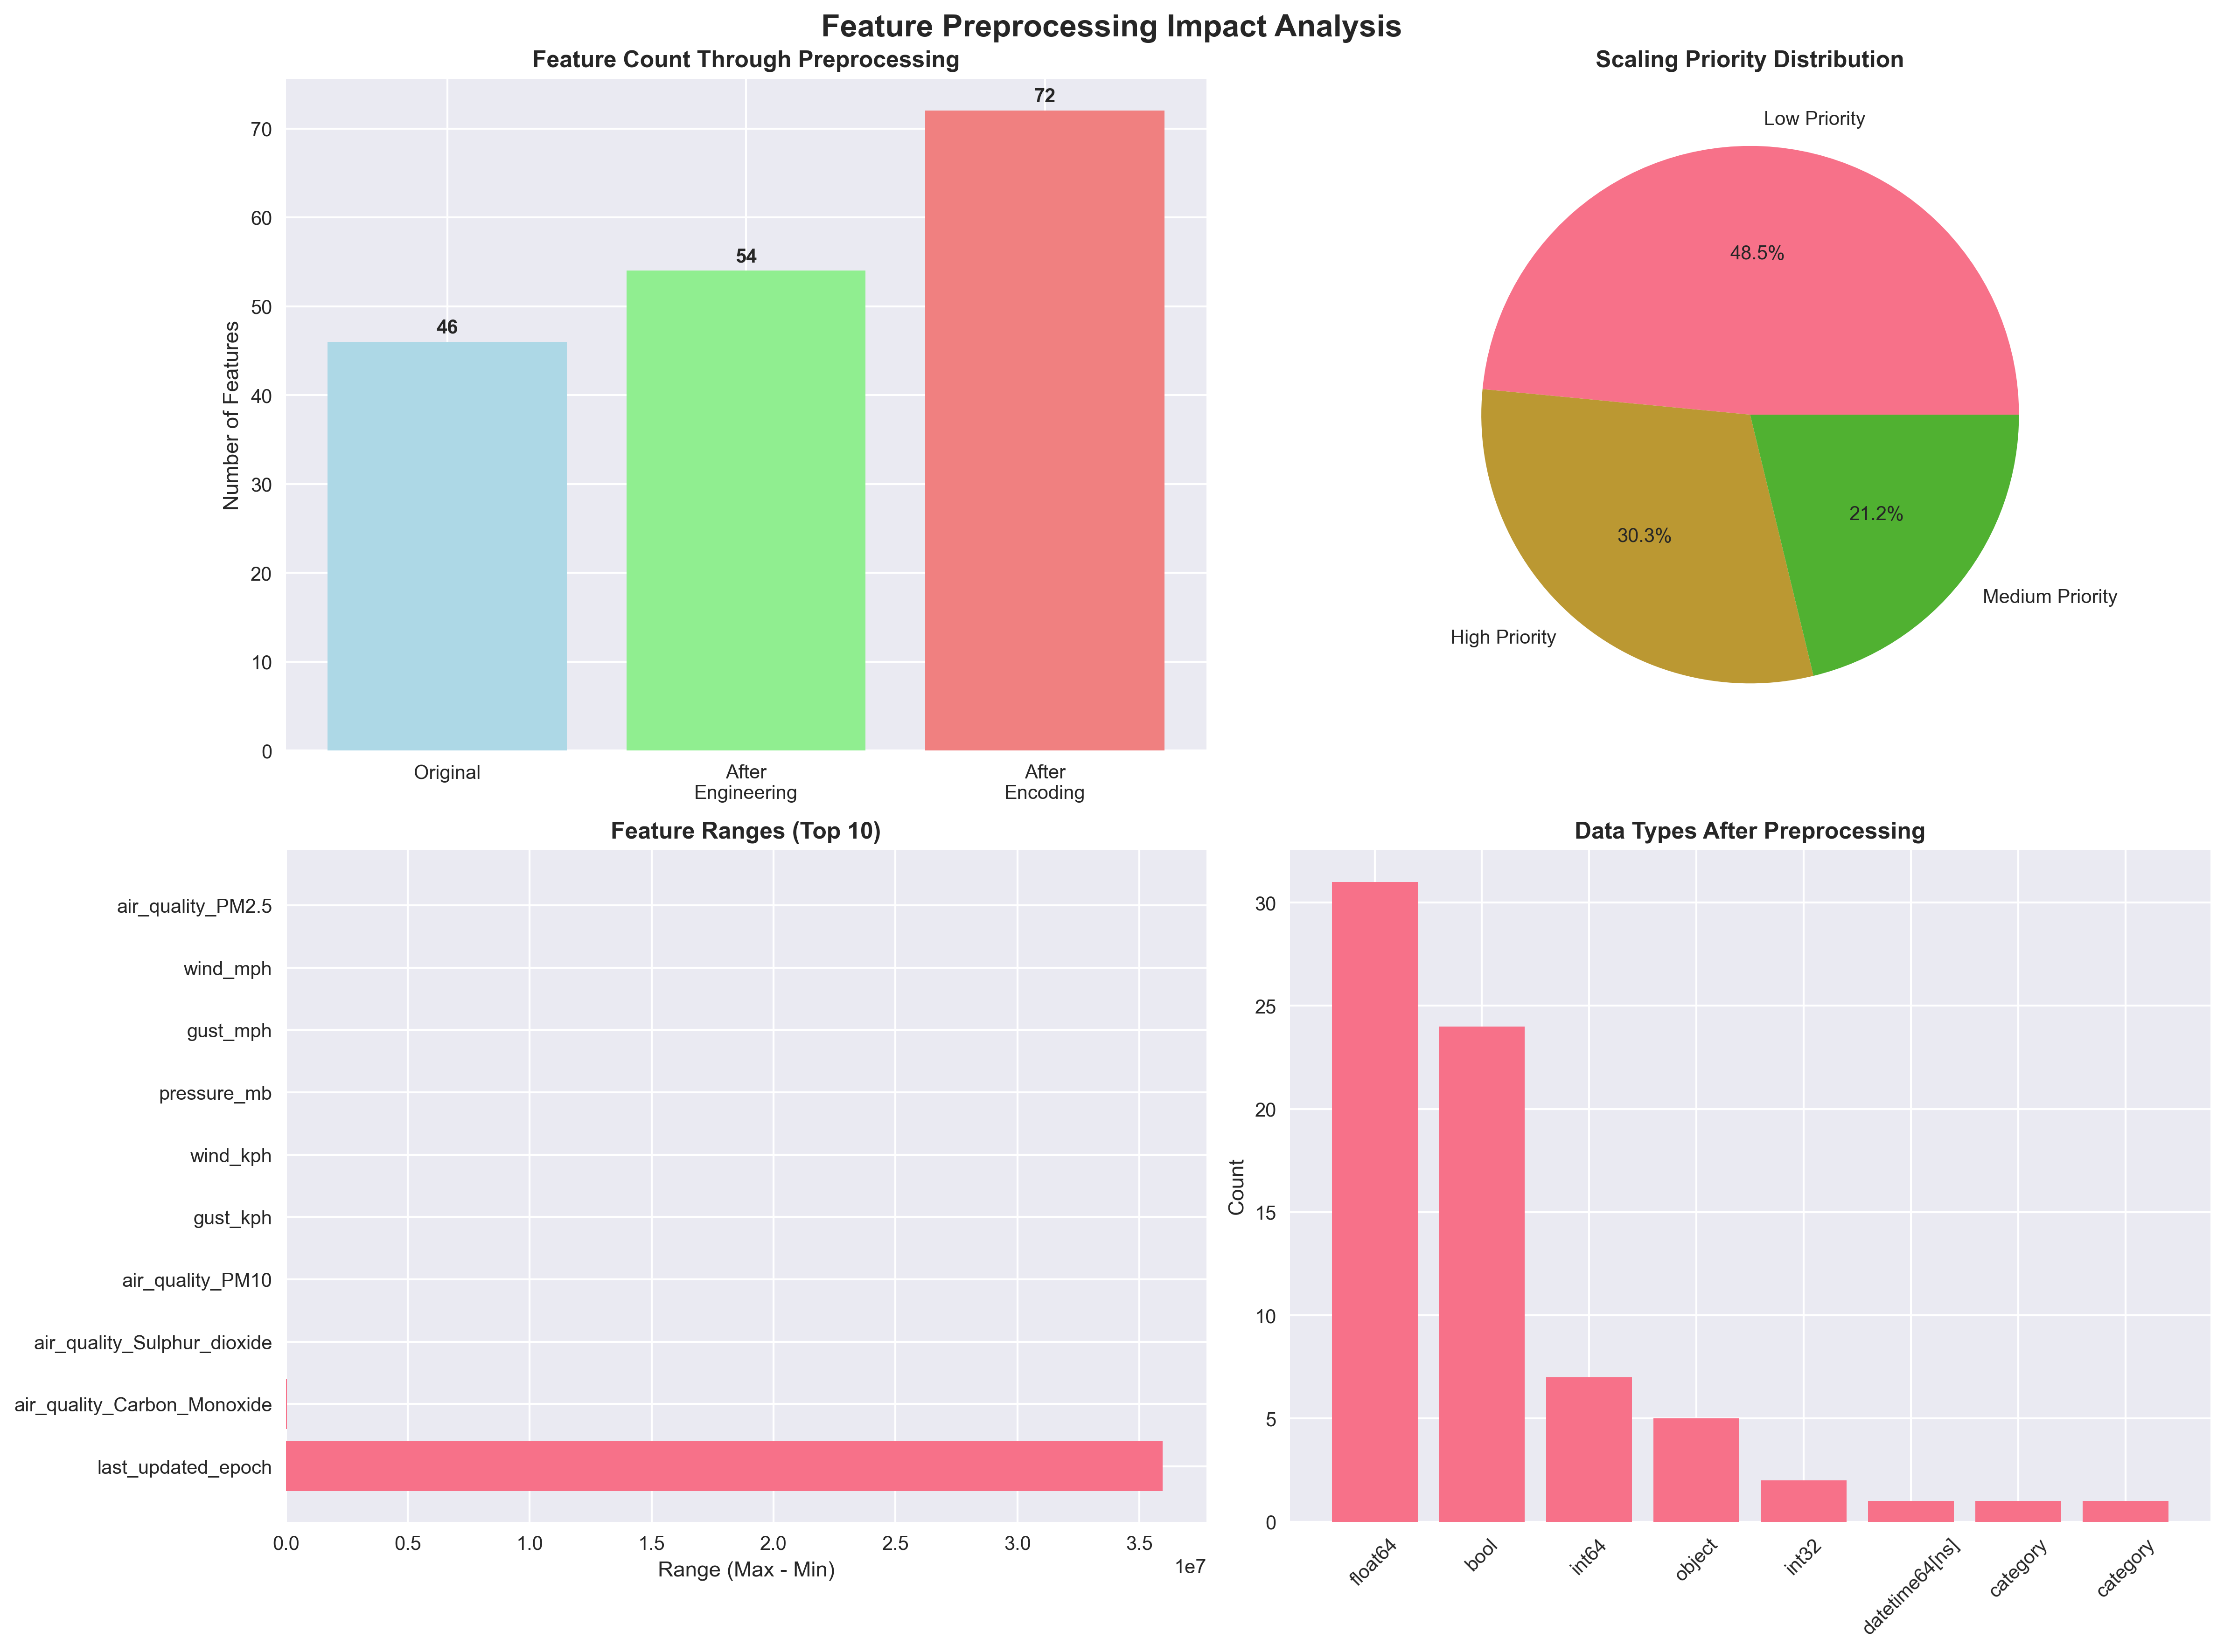 Feature Preprocessing Impact Analysis
Feature Count Through Preprocessing
Number of Features
70
60
50
40
30
20
10
0
46
54
72
Original
After
Engineering
After
Encoding
Scaling Priority Distribution
Low Priority
48.5%
30.3%
21.2%
High Priority
Medium Priority
Feature Ranges (Top 10)
air_quality_PM2.5
wind_mph
gust_mph
pressure_mb
wind_kph
gust_kph
air_quality_PM10
air_quality_Sulphur_dioxide
air_quality_Carbon_Monoxide
last_updated_epoch
0.0 0.5 1.0 1.5 2.0 2.5 3.0 3.5
1e7
Range (Max - Min)
Data Types After Preprocessing
Count
30
25
20
15
10
5
0
float64
bool
int64
object
int32
datetime64[ns]
category
category